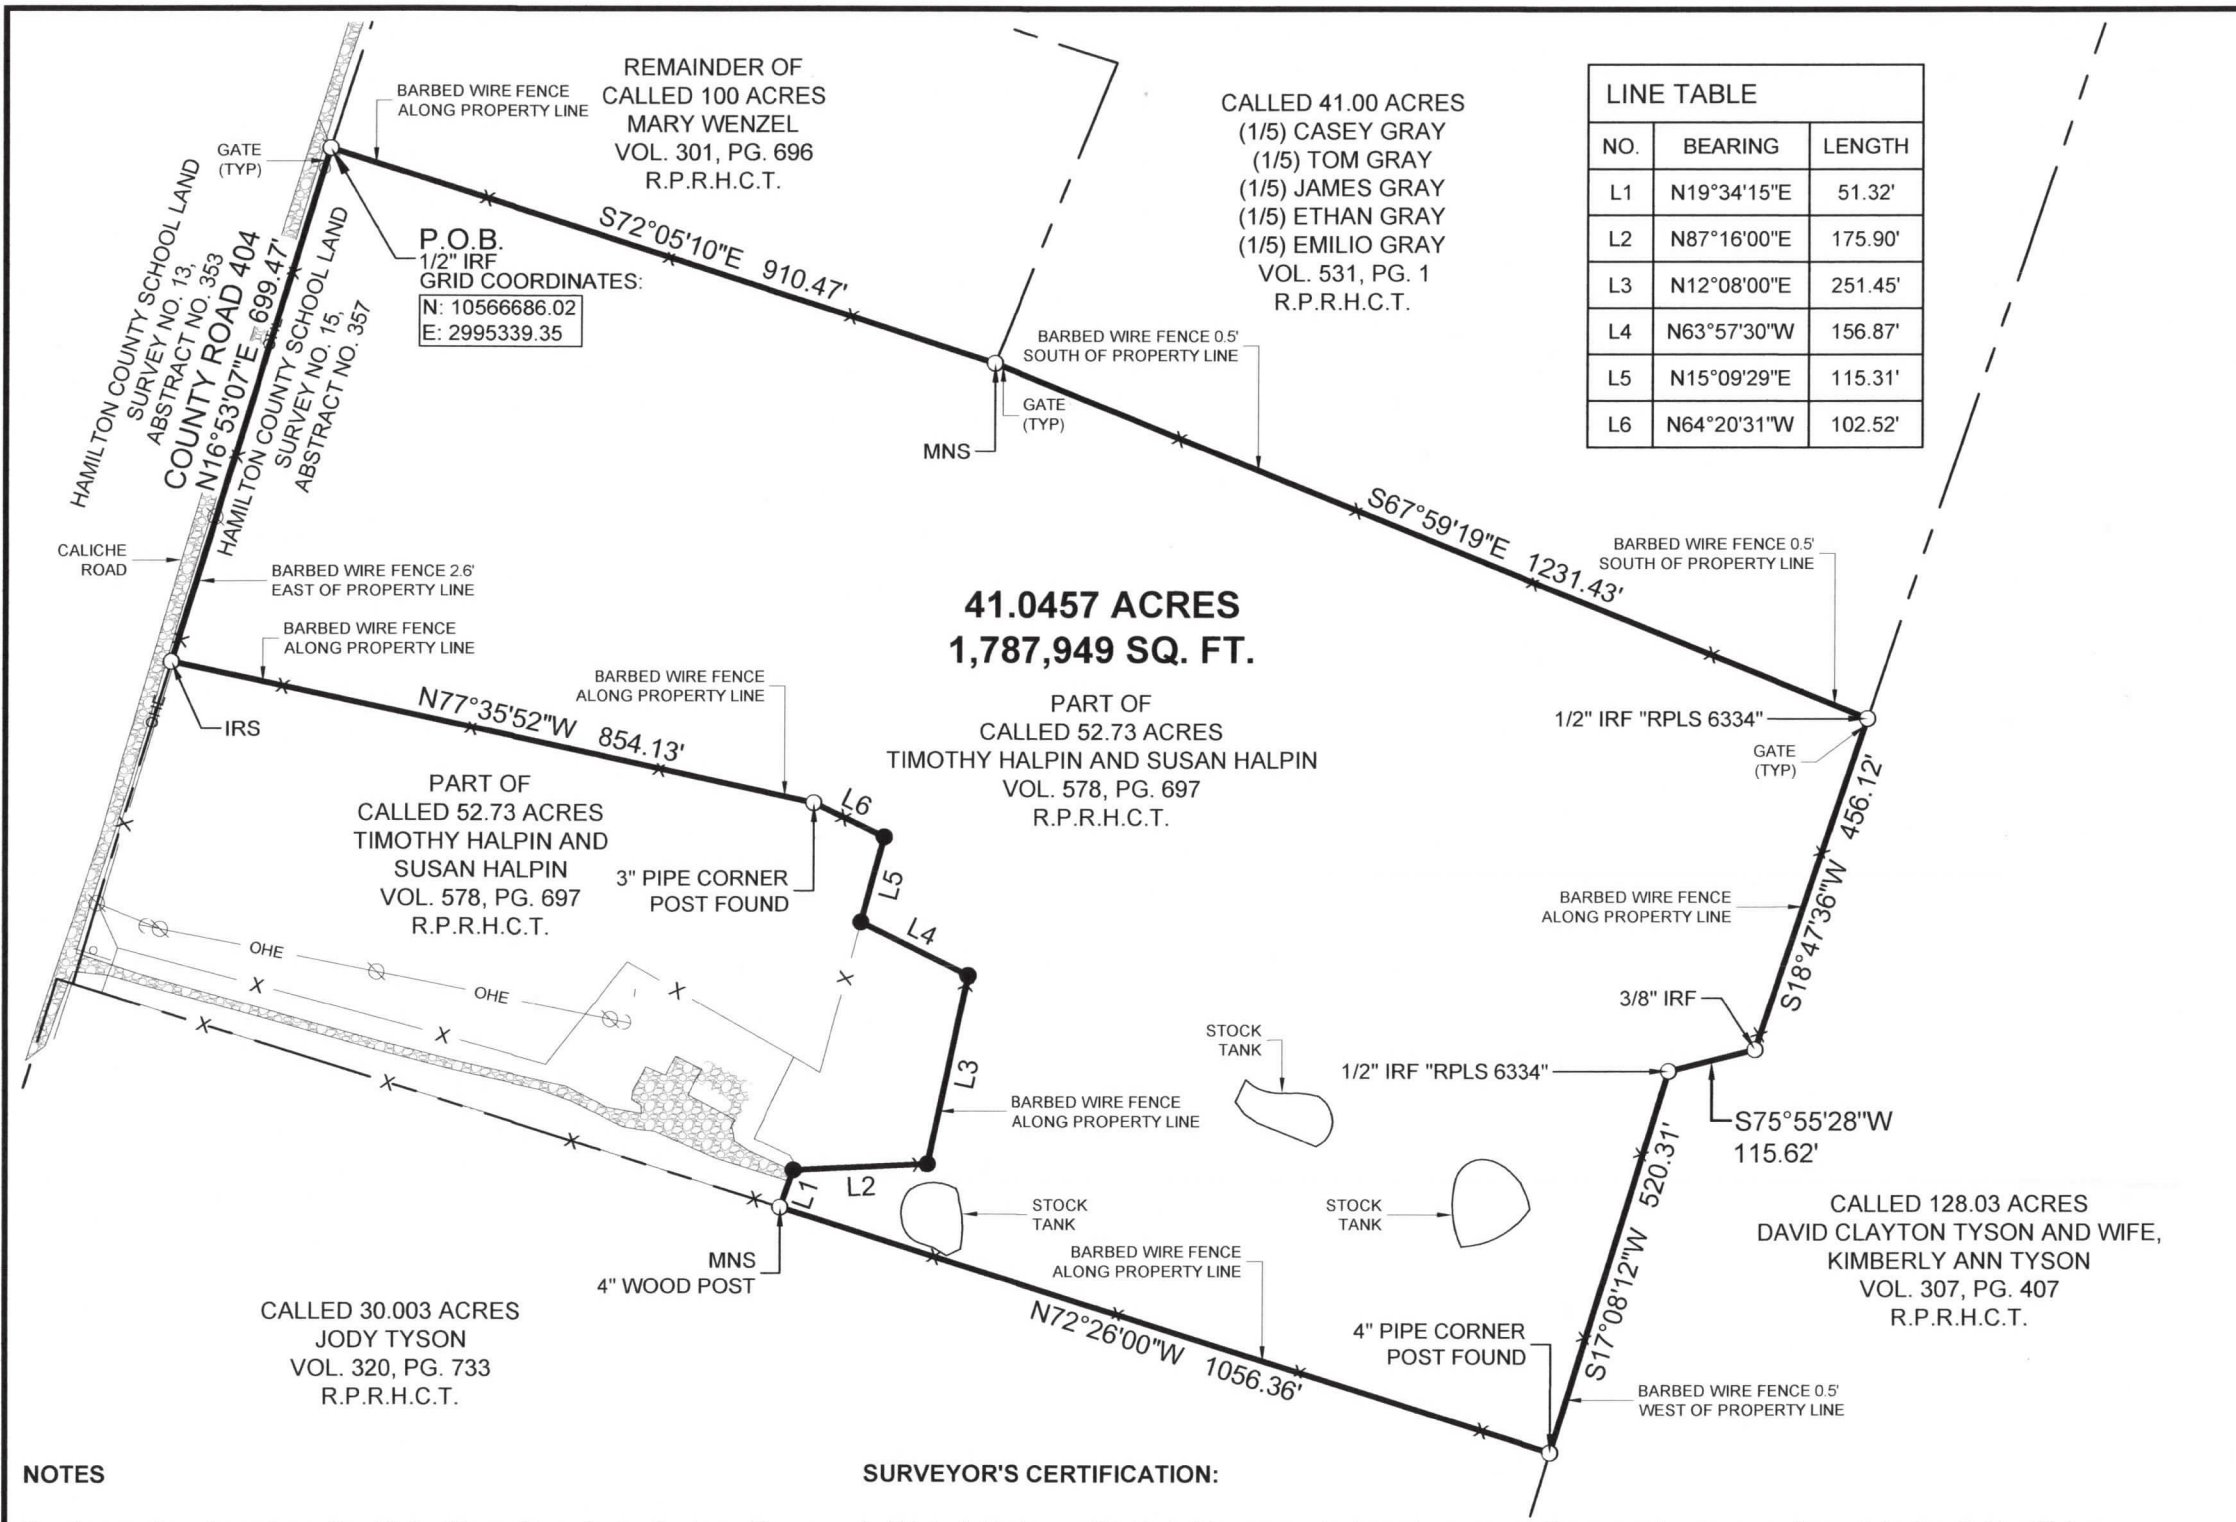 REMAINDER OF
CALLED 100 ACRES
MARY WENZEL
VOL. 301, PG. 696
R.P.R.H.C.T.
BARBED WIRE FENCE
ALONG PROPERTY LINE
GATE
(TYP)
CALLED 41.00 ACRES
(1/5) CASEY GRAY
(1/5) TOM GRAY
(1/5) JAMES GRAY
(1/5) ETHAN GRAY
(1/5) EMILIO GRAY
VOL. 531, PG. 1
R.P.R.H.C.T.
LINE TABLE
NO. BEARING LENGTH
L1 N19°34'15"E 51.32'
L2 N87°16'00"E 175.90'
L3 N12°08'00"E 251.45'
L4 N63°57'30"W 156.87'
L5 N15°09'29"E 115.31'
L6 N64°20'31"W 102.52'
HAMILTON COUNTY SCHOOL LAND
SURVEY NO. 13,
ABSTRACT NO. 353
COUNTY ROAD 404
N16°53'07"E 699.47'
OHE
HAMILTON COUNTY SCHOOL LAND
SURVEY NO. 15,
ABSTRACT NO. 357
P.O.B.
1/2" IRF
GRID COORDINATES:
N: 10566686.02
E: 2995339.35
S72°05'10"E 910.47'
BARBED WIRE FENCE 0.5'
SOUTH OF PROPERTY LINE
GATE
(TYP)
MNS
S67°59'19"E 1231.43'
BARBED WIRE FENCE 0.5'
SOUTH OF PROPERTY LINE
CALICHE
ROAD
BARBED WIRE FENCE 2.6'
EAST OF PROPERTY LINE
BARBED WIRE FENCE
ALONG PROPERTY LINE
OHE
IRS
N77°35'52"W 854.13'
BARBED WIRE FENCE
ALONG PROPERTY LINE
41.0457 ACRES
1,787,949 SQ. FT.
PART OF
CALLED 52.73 ACRES
TIMOTHY HALPIN AND SUSAN HALPIN
VOL. 578, PG. 697
R.P.R.H.C.T.
1/2" IRF "RPLS 6334"
GATE
(TYP)
PART OF
CALLED 52.73 ACRES
TIMOTHY HALPIN AND
SUSAN HALPIN
VOL. 578, PG. 697
R.P.R.H.C.T.
3" PIPE CORNER
POST FOUND
L6
L5
L4
L3
L2
L1
OHE
OHE
X
X
X
X
X
X
X
X
X
X
S18°47'36"W 456.12'
BARBED WIRE FENCE
ALONG PROPERTY LINE
3/8" IRF
1/2" IRF "RPLS 6334"
S75°55'28"W
115.62'
STOCK
TANK
BARBED WIRE FENCE
ALONG PROPERTY LINE
STOCK
TANK
STOCK
TANK
S17°08'12"W 520.31'
CALLED 128.03 ACRES
DAVID CLAYTON TYSON AND WIFE,
KIMBERLY ANN TYSON
VOL. 307, PG. 407
R.P.R.H.C.T.
MNS
4" WOOD POST
BARBED WIRE FENCE
ALONG PROPERTY LINE
N72°26'00"W 1056.36'
4" PIPE CORNER
POST FOUND
BARBED WIRE FENCE 0.5'
WEST OF PROPERTY LINE
CALLED 30.003 ACRES
JODY TYSON
VOL. 320, PG. 733
R.P.R.H.C.T.
NOTES
SURVEYOR'S CERTIFICATION: